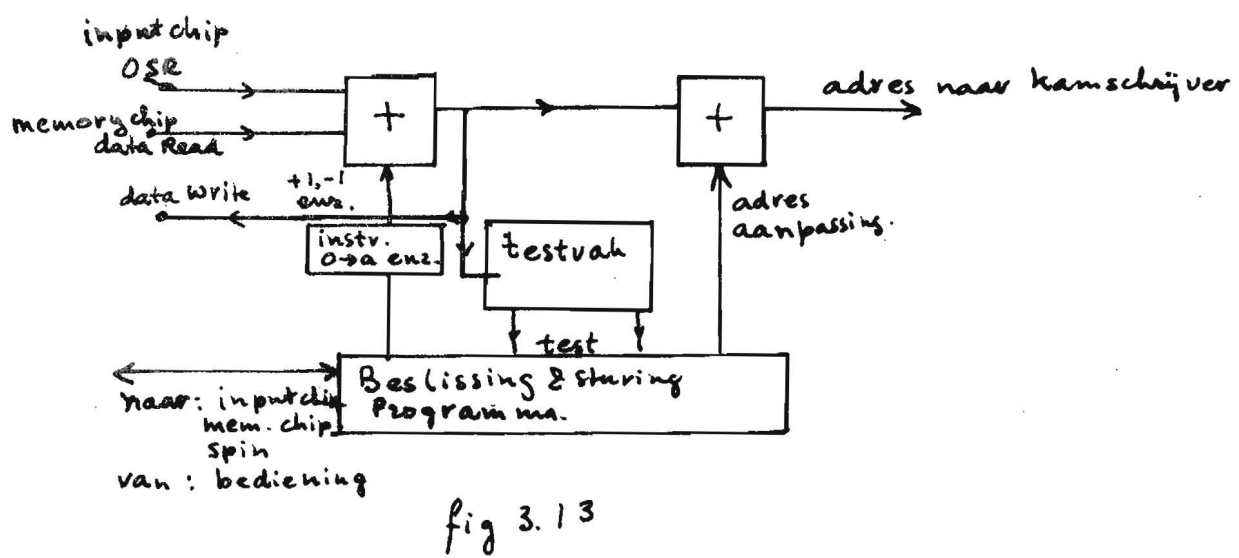 inputchip
OSR
memorychip
data Read
data Write
+1,-1
enz.
+
+
adres naar kamschrijver
adres
aanpassing.
instr.
0→a enz.
testvak
test
Beslissing & sturing
Programma.
naar: inputchip
mem. chip
spin
van: bediening
fig 3.13